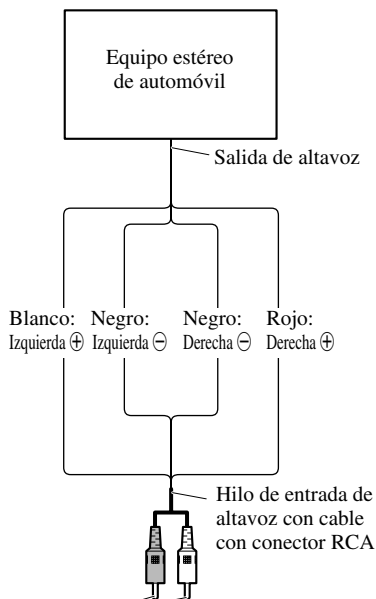 Equipo estéreo
de automóvil
Salida de altavoz
Blanco: Negro: Negro: Rojo:
Izquierda ⊕ Izquierda ⊖ Derecha ⊖ Derecha ⊕
Hilo de entrada de
altavoz con cable
con conector RCA